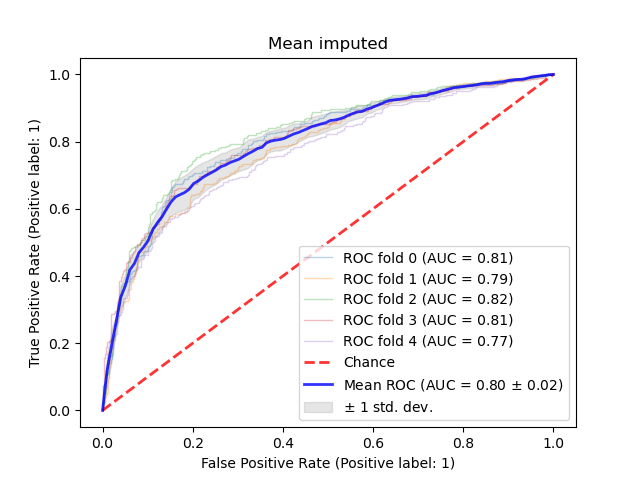 Mean imputed
True Positive Rate (Positive label: 1)
1.0
0.8
0.6
0.4
0.2
0.0
ROC fold 0 (AUC = 0.81)
ROC fold 1 (AUC = 0.79)
ROC fold 2 (AUC = 0.82)
ROC fold 3 (AUC = 0.81)
ROC fold 4 (AUC = 0.77)
Chance
Mean ROC (AUC = 0.80 ± 0.02)
± 1 std. dev.
0.0 0.2 0.4 0.6 0.8 1.0
False Positive Rate (Positive label: 1)